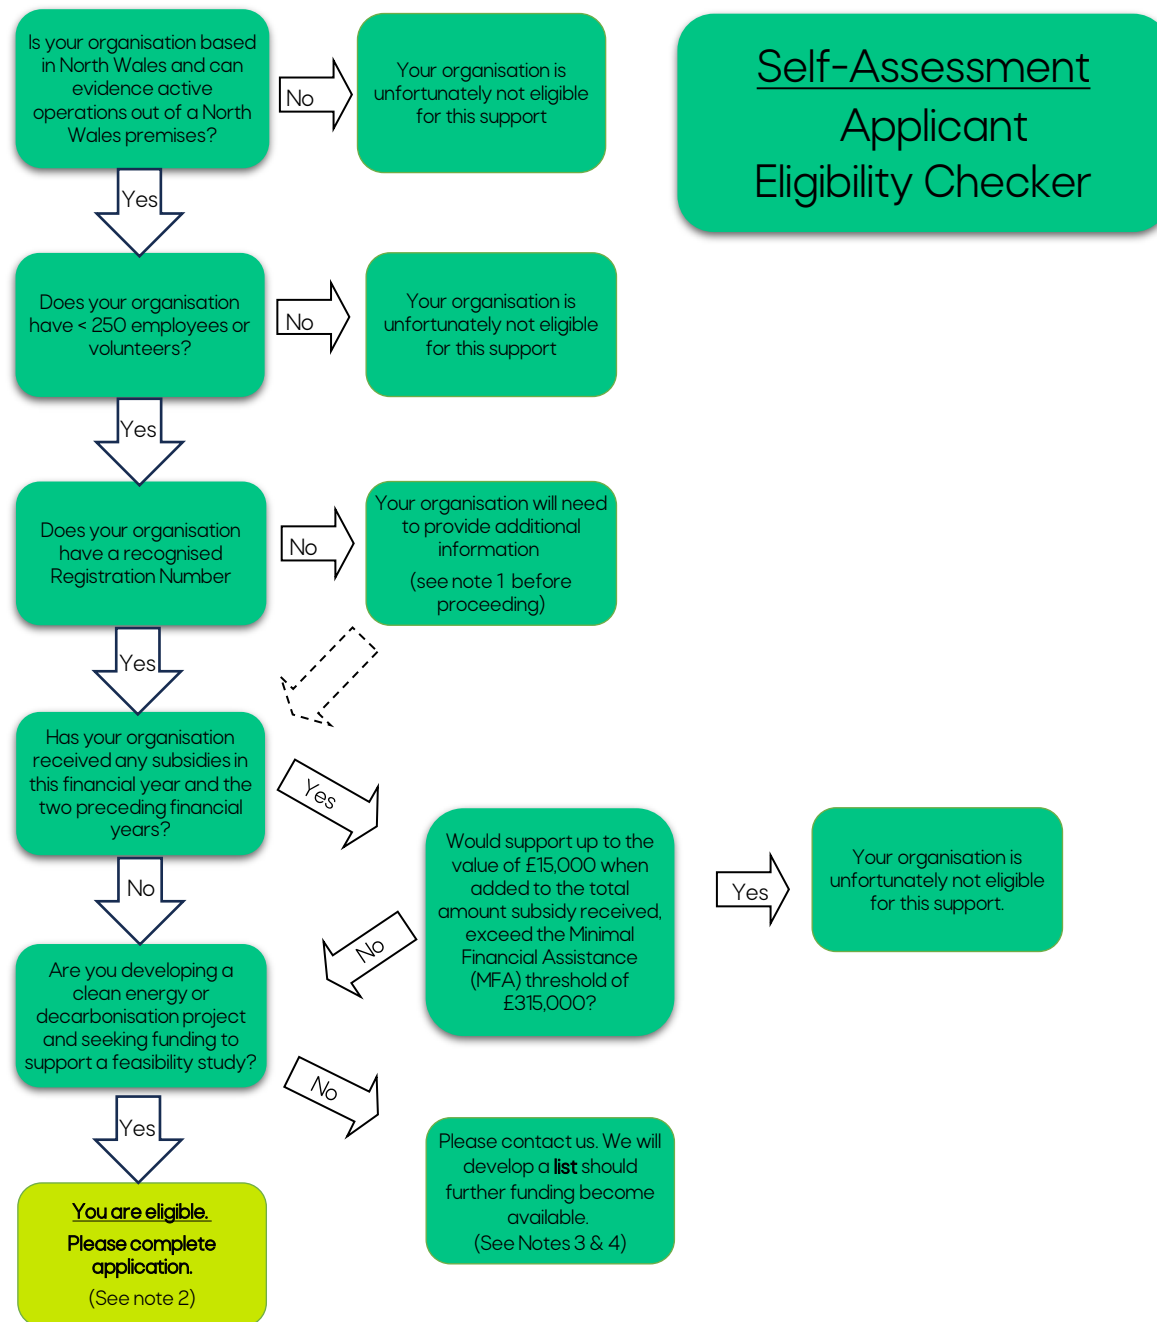 Self-Assessment
Applicant
Eligibility Checker
Is your organisation based
in North Wales and can
evidence active
operations out of a North
Wales premises?
No
Your organisation is
unfortunately not eligible
for this support
Yes
Does your organisation
have < 250 employees or
volunteers?
No
Your organisation is
unfortunately not eligible
for this support
Yes
Does your organisation
have a recognised
Registration Number
No
Your organisation will need
to provide additional
information
(see note 1 before
proceeding)
Yes
Has your organisation
received any subsidies in
this financial year and the
two preceding financial
years?
Yes
Would support up to the
value of £15,000 when
added to the total
amount subsidy received,
exceed the Minimal
Financial Assistance
(MFA) threshold of
£315,000?
Yes
Your organisation is
unfortunately not eligible
for this support.
No
No
Are you developing a
clean energy or
decarbonisation project
and seeking funding to
support a feasibility study?
No
Please contact us. We will
develop a list should
further funding become
available.
(See Notes 3 & 4)
Yes
You are eligible.
Please complete
application.
(See note 2)